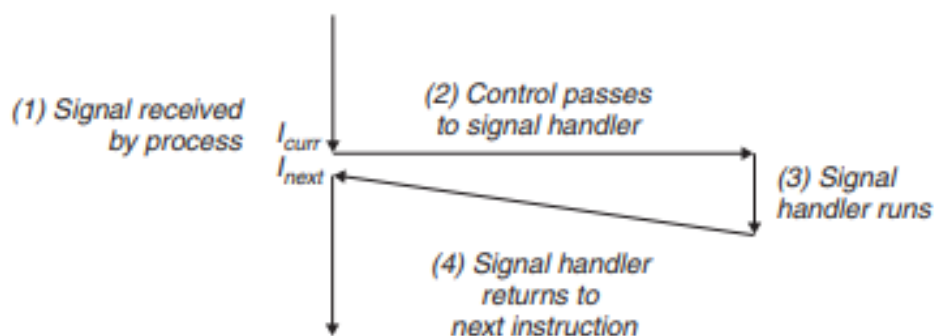 (1) Signal received
by process
I_curr
I_next
(2) Control passes
to signal handler
(3) Signal
handler runs
(4) Signal handler
returns to
next instruction